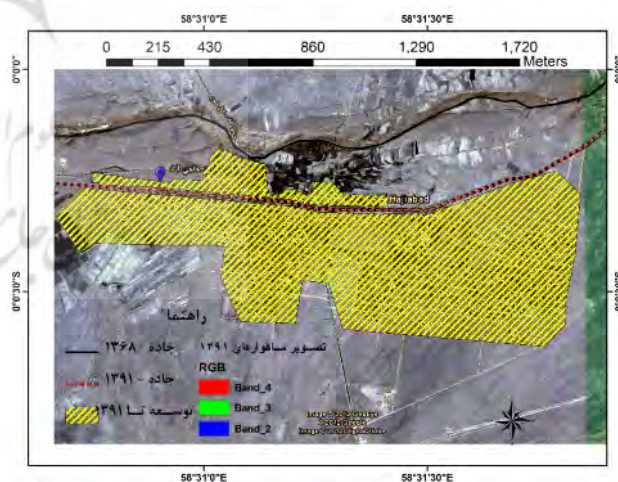 58°31'0"E 58°31'30"E
0 215 430 860 1,290 1,720
Meters
0°0'0"
حاجی آباد
Hajiabad
0°0'30"S
راهنما
جاده ۱۳۶۸
جاده - ۱۳۹۱
توسعه تا ۱۳۹۱
تصویر ماهواره‌ای ۱۳۹۱
RGB
Band_4
Band_3
Band_2
58°31'0"E 58°31'30"E